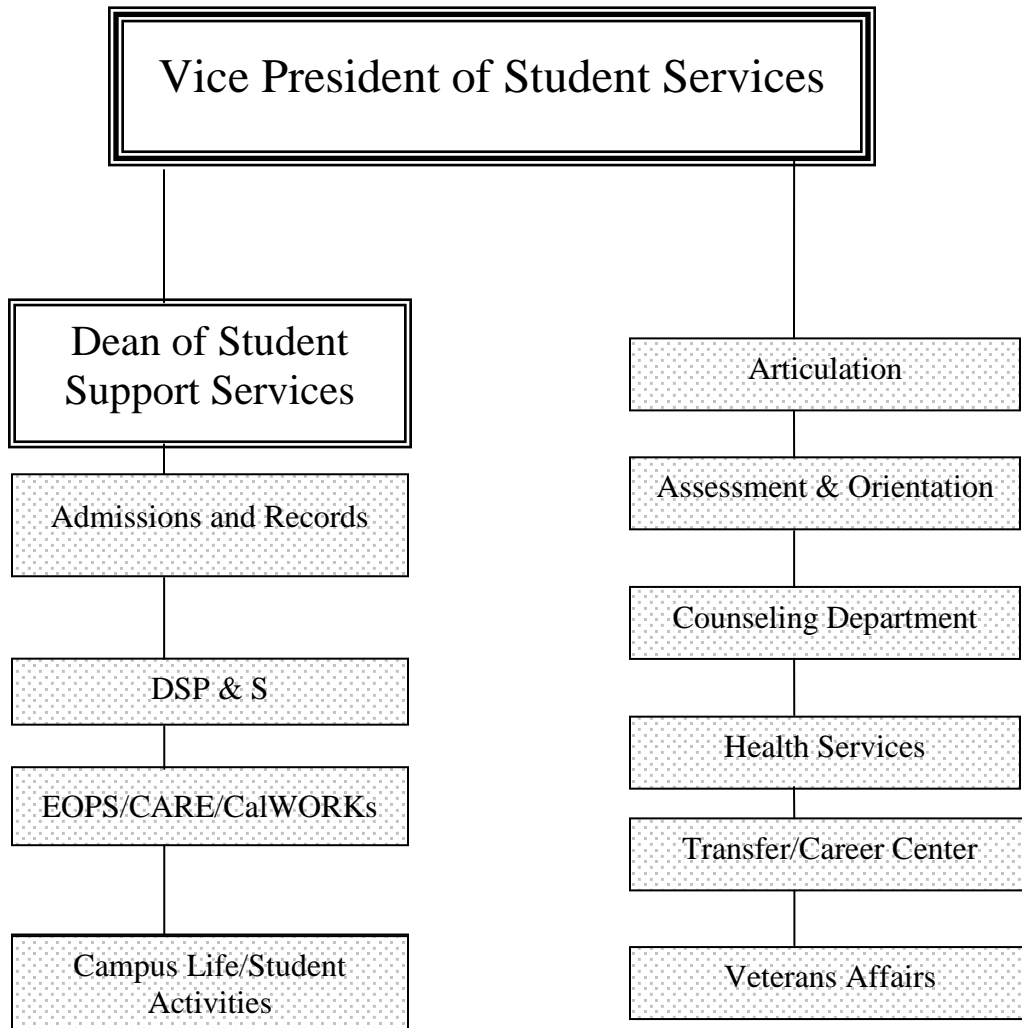 Vice President of Student Services
Dean of Student
Support Services
Admissions and Records
DSP & S
EOPS/CARE/CalWORKs
Campus Life/Student
Activities
Articulation
Assessment & Orientation
Counseling Department
Health Services
Transfer/Career Center
Veterans Affairs